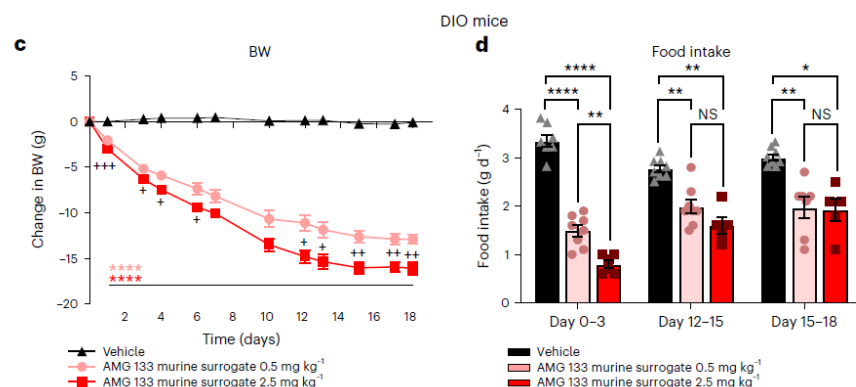 DIO mice
c
BW
Change in BW (g)
5
0
−5
−10
−15
−20
+++
+
+
+
+
+
++
++
++
****
****
2 4 6 8 10 12 14 16 18
Time (days)
Vehicle
AMG 133 murine surrogate 0.5 mg kg⁻¹
AMG 133 murine surrogate 2.5 mg kg⁻¹
d
Food intake
Food intake (g d⁻¹)
4
3
2
1
0
****
****
**
**
**
NS
*
**
NS
Day 0–3 Day 12–15 Day 15–18
Vehicle
AMG 133 murine surrogate 0.5 mg kg⁻¹
AMG 133 murine surrogate 2.5 mg kg⁻¹